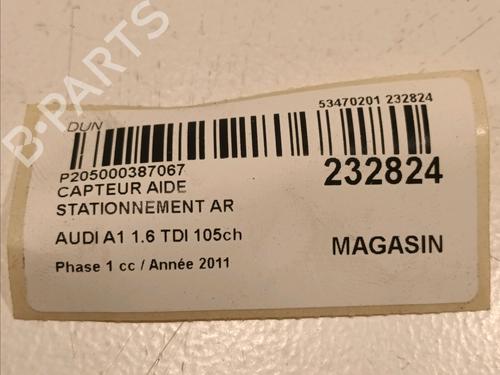 B-PARTS
DUN
53470201 232824
P205000387067
232824
CAPTEUR AIDE
STATIONNEMENT AR
AUDI A1 1.6 TDI 105ch
MAGASIN
Phase 1 cc / Année 2011